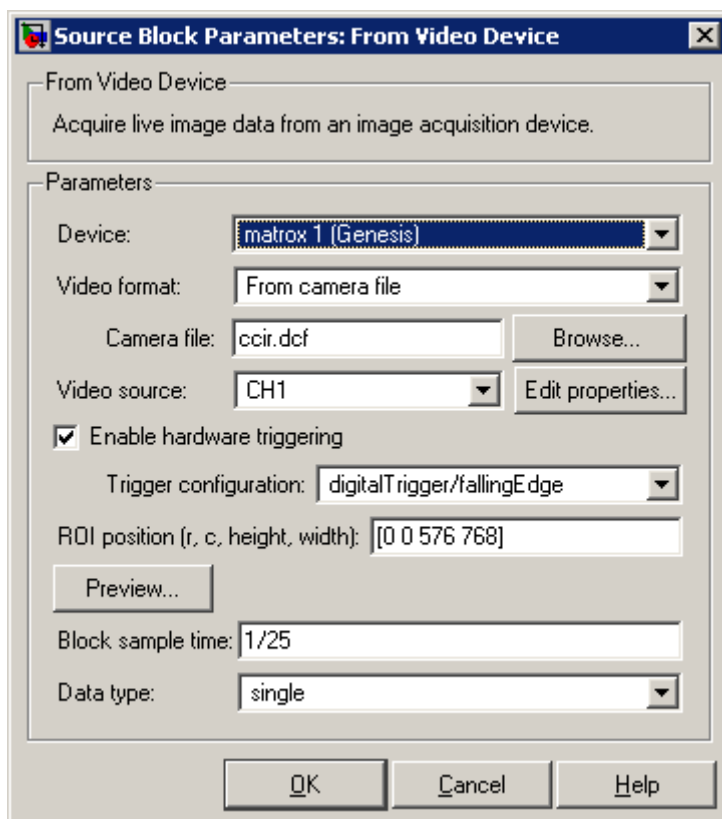 Source Block Parameters: From Video Device
From Video Device
Acquire live image data from an image acquisition device.
Parameters
Device: matrox 1 (Genesis)
Video format: From camera file
Camera file: ccir.dcf Browse...
Video source: CH1 Edit properties...
Enable hardware triggering
Trigger configuration: digitalTrigger/fallingEdge
ROI position (r, c, height, width): [0 0 576 768]
Preview...
Block sample time: 1/25
Data type: single
OK Cancel Help